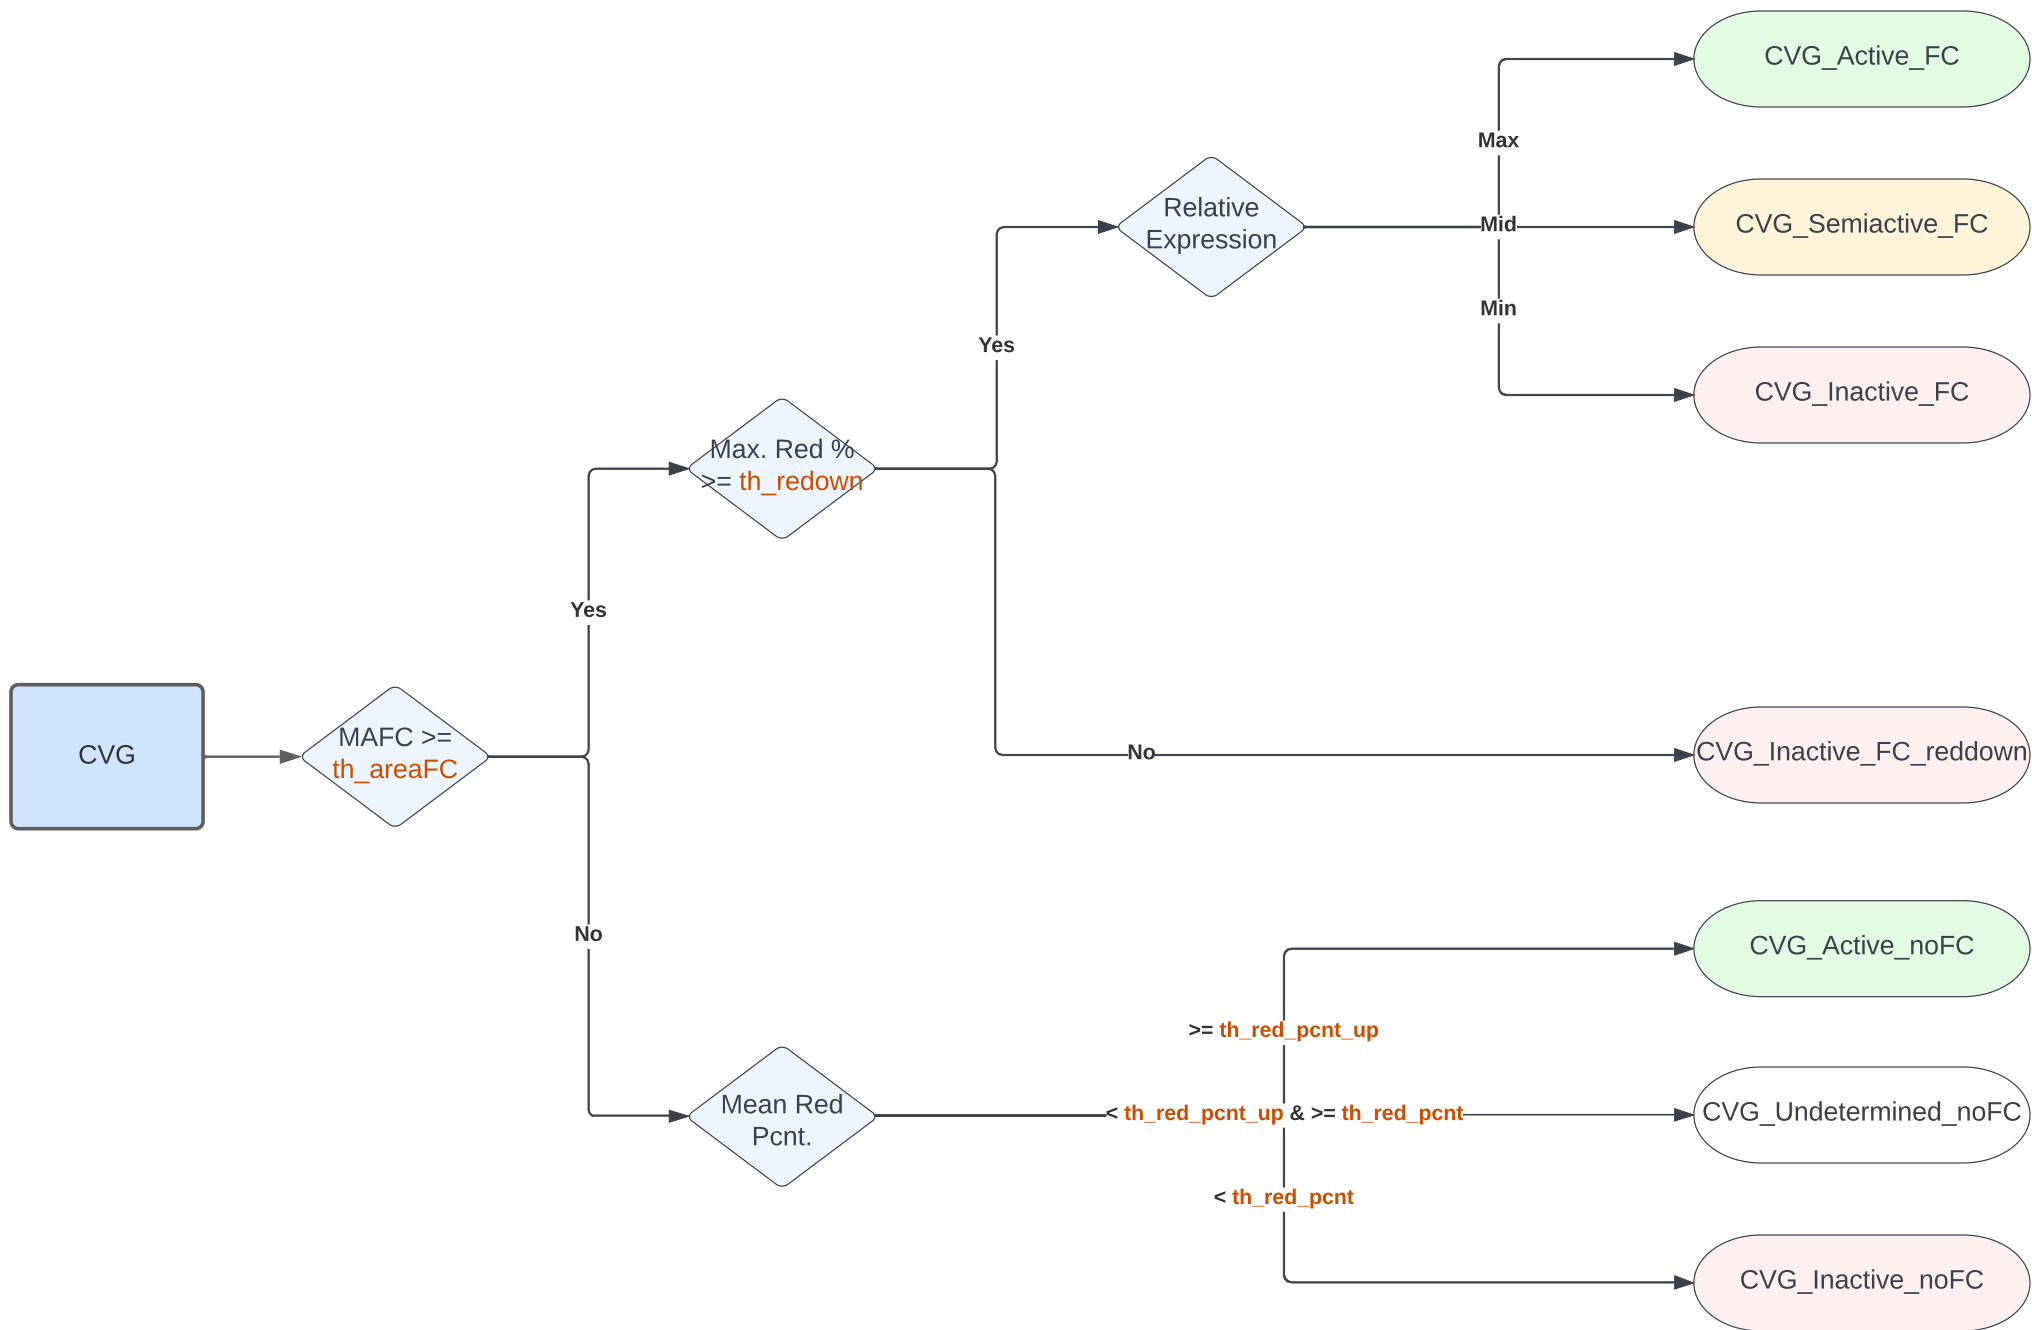 CVG_Active_FC
Max
Relative
Expression
Mid
CVG_Semiactive_FC
Min
Yes
CVG_Inactive_FC
Max. Red %
>= th_redown
Yes
CVG
MAFC >=
th_areaFC
No
CVG_Inactive_FC_reddown
No
CVG_Active_noFC
>= th_red_pcnt_up
Mean Red
Pcnt.
< th_red_pcnt_up & >= th_red_pcnt
CVG_Undetermined_noFC
< th_red_pcnt
CVG_Inactive_noFC